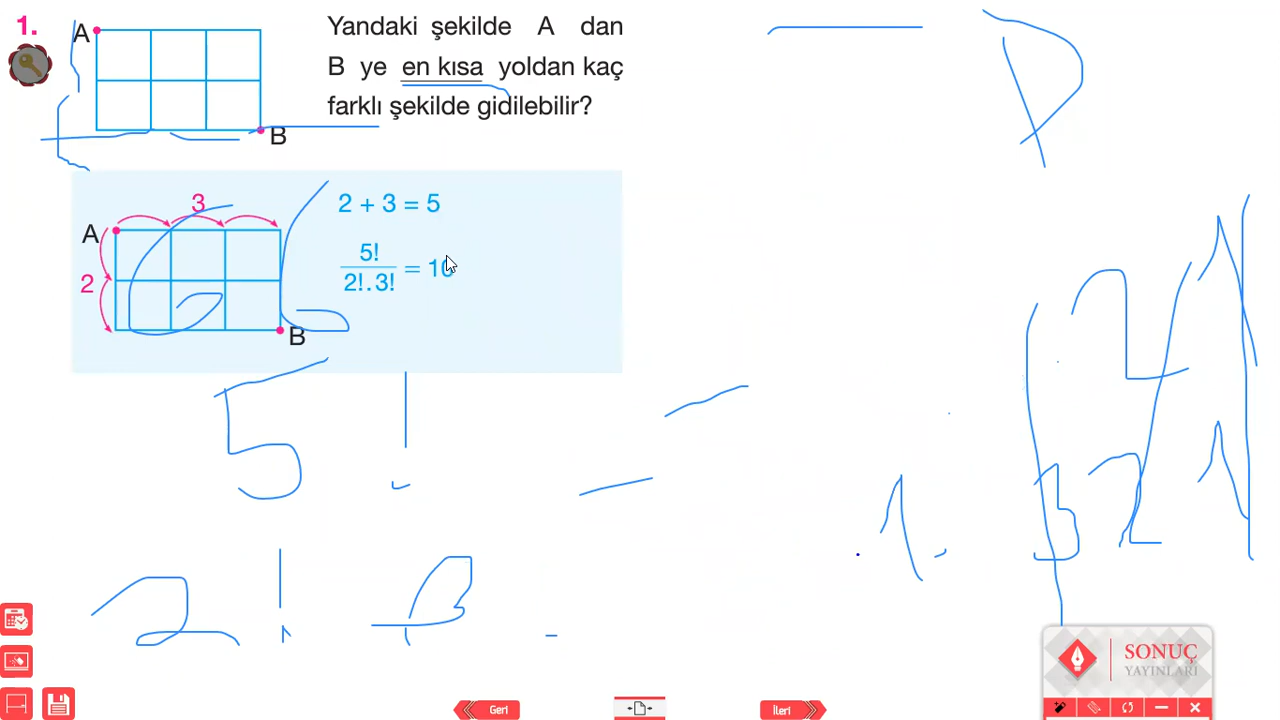 1.
A
B
Yandaki şekilde A dan
B ye en kısa yoldan kaç
farklı şekilde gidilebilir?
3
A
2
B
2 + 3 = 5
5!
2!.3! = 10
5!
2!
SONUÇ
YAYINLARI
Geri
İleri